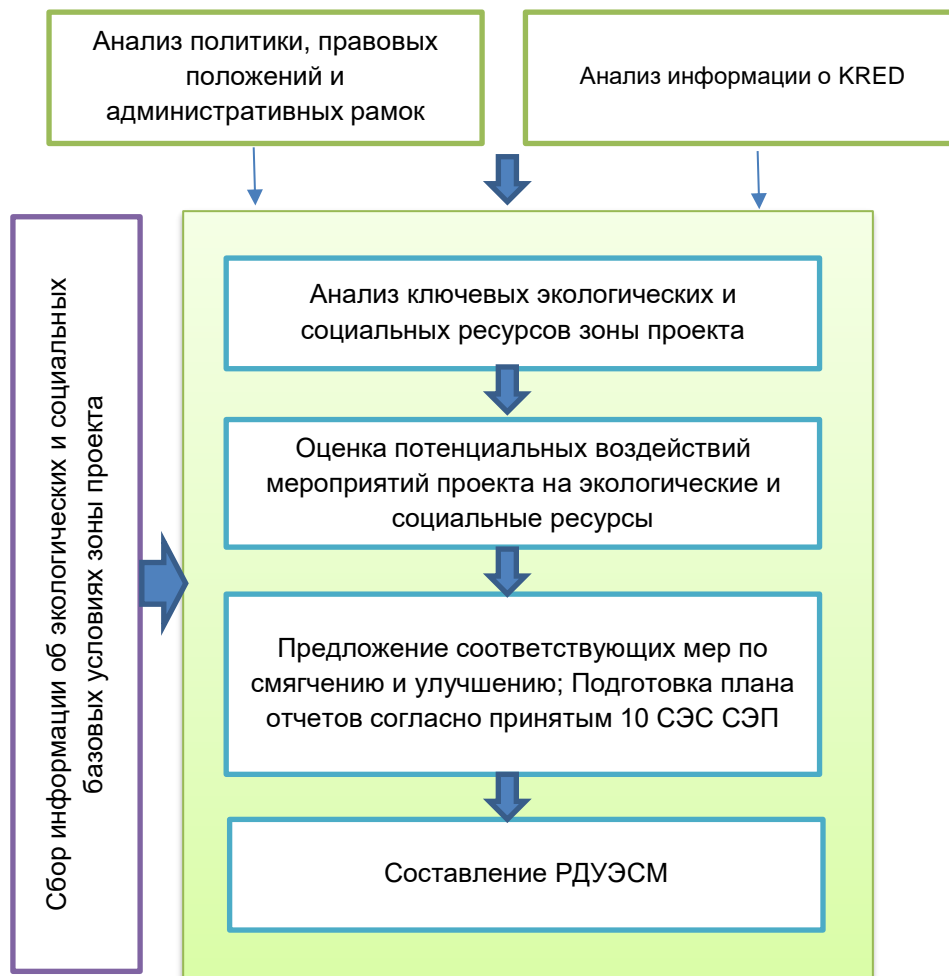 Анализ политики, правовых
положений и
административных рамок
Анализ информации о KRED
Сбор информации об экологических и социальных
базовых условиях зоны проекта
Анализ ключевых экологических и
социальных ресурсов зоны проекта
Оценка потенциальных воздействий
мероприятий проекта на экологические и
социальные ресурсы
Предложение соответствующих мер по
смягчению и улучшению; Подготовка плана
отчетов согласно принятым 10 СЭС СЭП
Составление РДУЭСМ